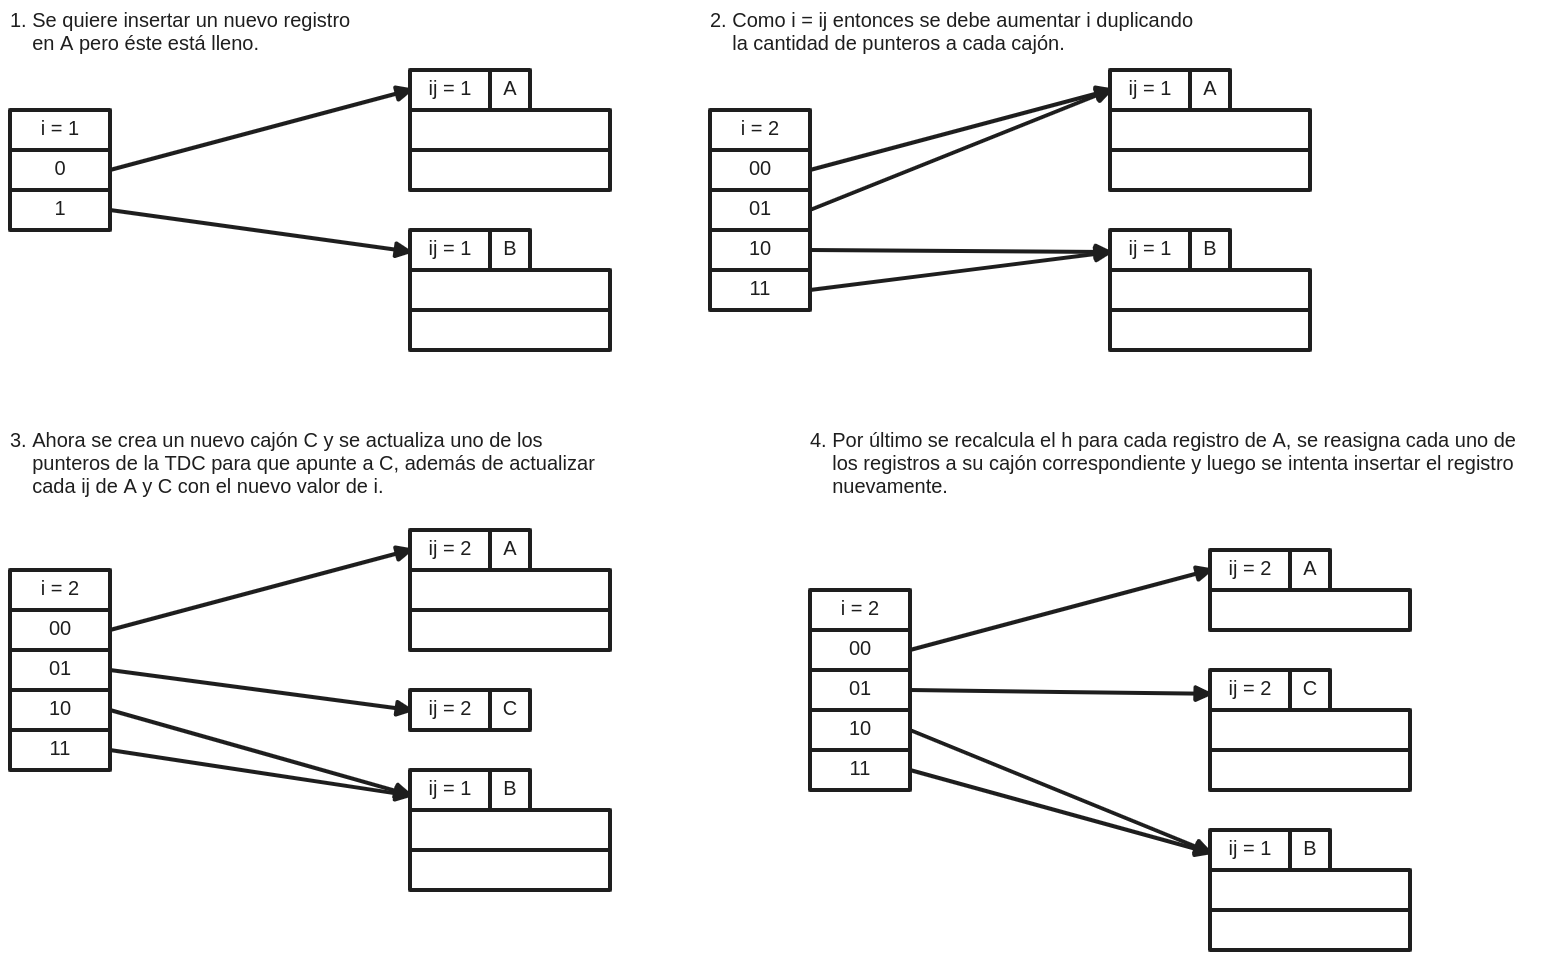 1. Se quiere insertar un nuevo registro
en A pero éste está lleno.
i = 1
0
1
ij = 1 A
ij = 1 B
2. Como i = ij entonces se debe aumentar i duplicando
la cantidad de punteros a cada cajón.
i = 2
00
01
10
11
ij = 1 A
ij = 1 B
3. Ahora se crea un nuevo cajón C y se actualiza uno de los
punteros de la TDC para que apunte a C, además de actualizar
cada ij de A y C con el nuevo valor de i.
i = 2
00
01
10
11
ij = 2 A
ij = 2 C
ij = 1 B
4. Por último se recalcula el h para cada registro de A, se reasigna cada uno de
los registros a su cajón correspondiente y luego se intenta insertar el registro
nuevamente.
i = 2
00
01
10
11
ij = 2 A
ij = 2 C
ij = 1 B